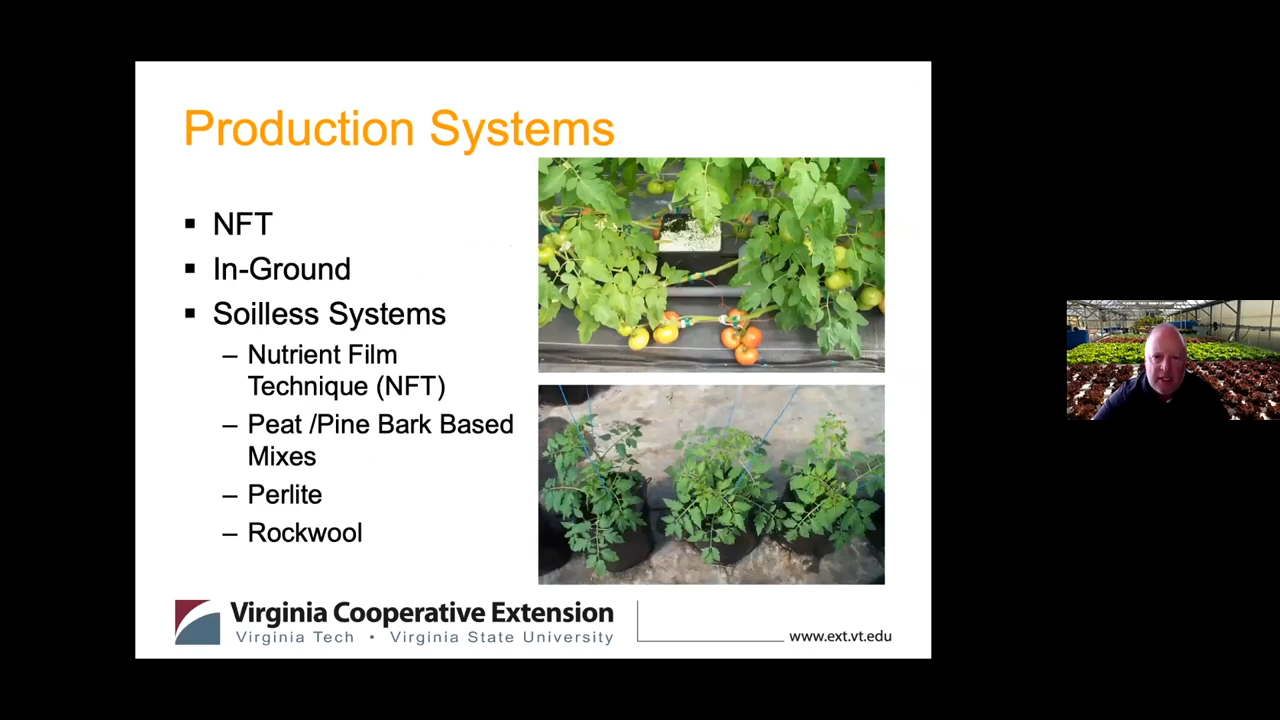 Production Systems
▪ NFT
▪ In-Ground
▪ Soilless Systems
– Nutrient Film
Technique (NFT)
– Peat /Pine Bark Based
Mixes
– Perlite
– Rockwool
Virginia Cooperative Extension
Virginia Tech • Virginia State University
www.ext.vt.edu